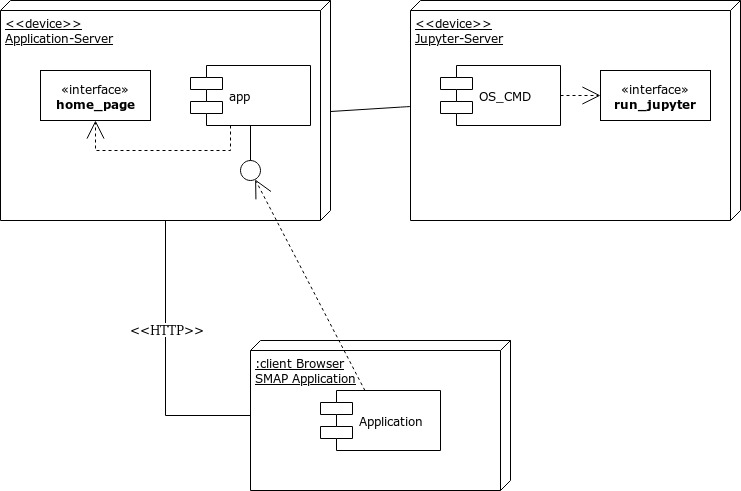 <<device>>
Application-Server
«interface»
home_page
app
<<device>>
Jupyter-Server
OS_CMD
«interface»
run_jupyter
<<HTTP>>
:client Browser
SMAP Application
Application